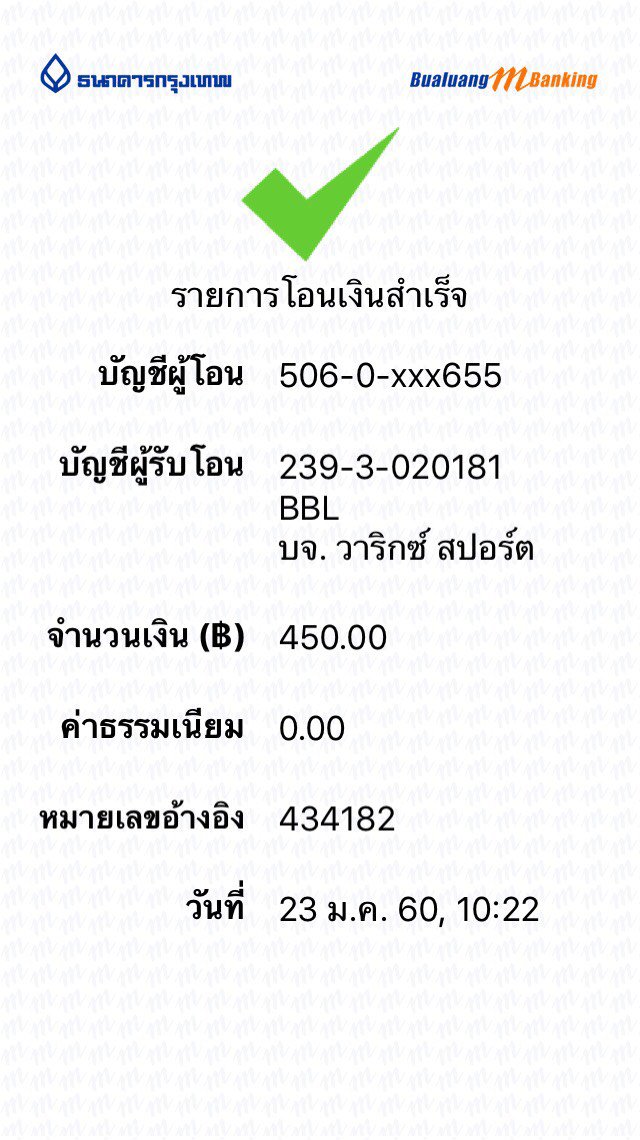 ธนาคารกรุงเทพ
Bualuang mBanking
รายการโอนเงินสำเร็จ
บัญชีผู้โอน 506-0-xxx655
บัญชีผู้รับโอน 239-3-020181
BBL
บจ. วาริกซ์ สปอร์ต
จำนวนเงิน (฿) 450.00
ค่าธรรมเนียม 0.00
หมายเลขอ้างอิง 434182
วันที่ 23 ม.ค. 60, 10:22